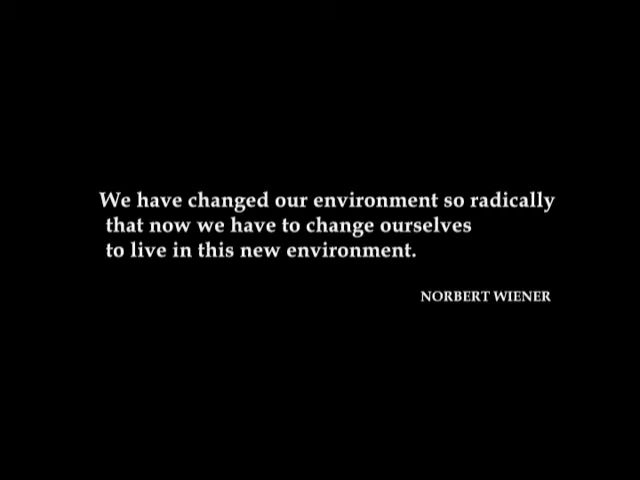 We have changed our environment so radically
that now we have to change ourselves
to live in this new environment.
NORBERT WIENER